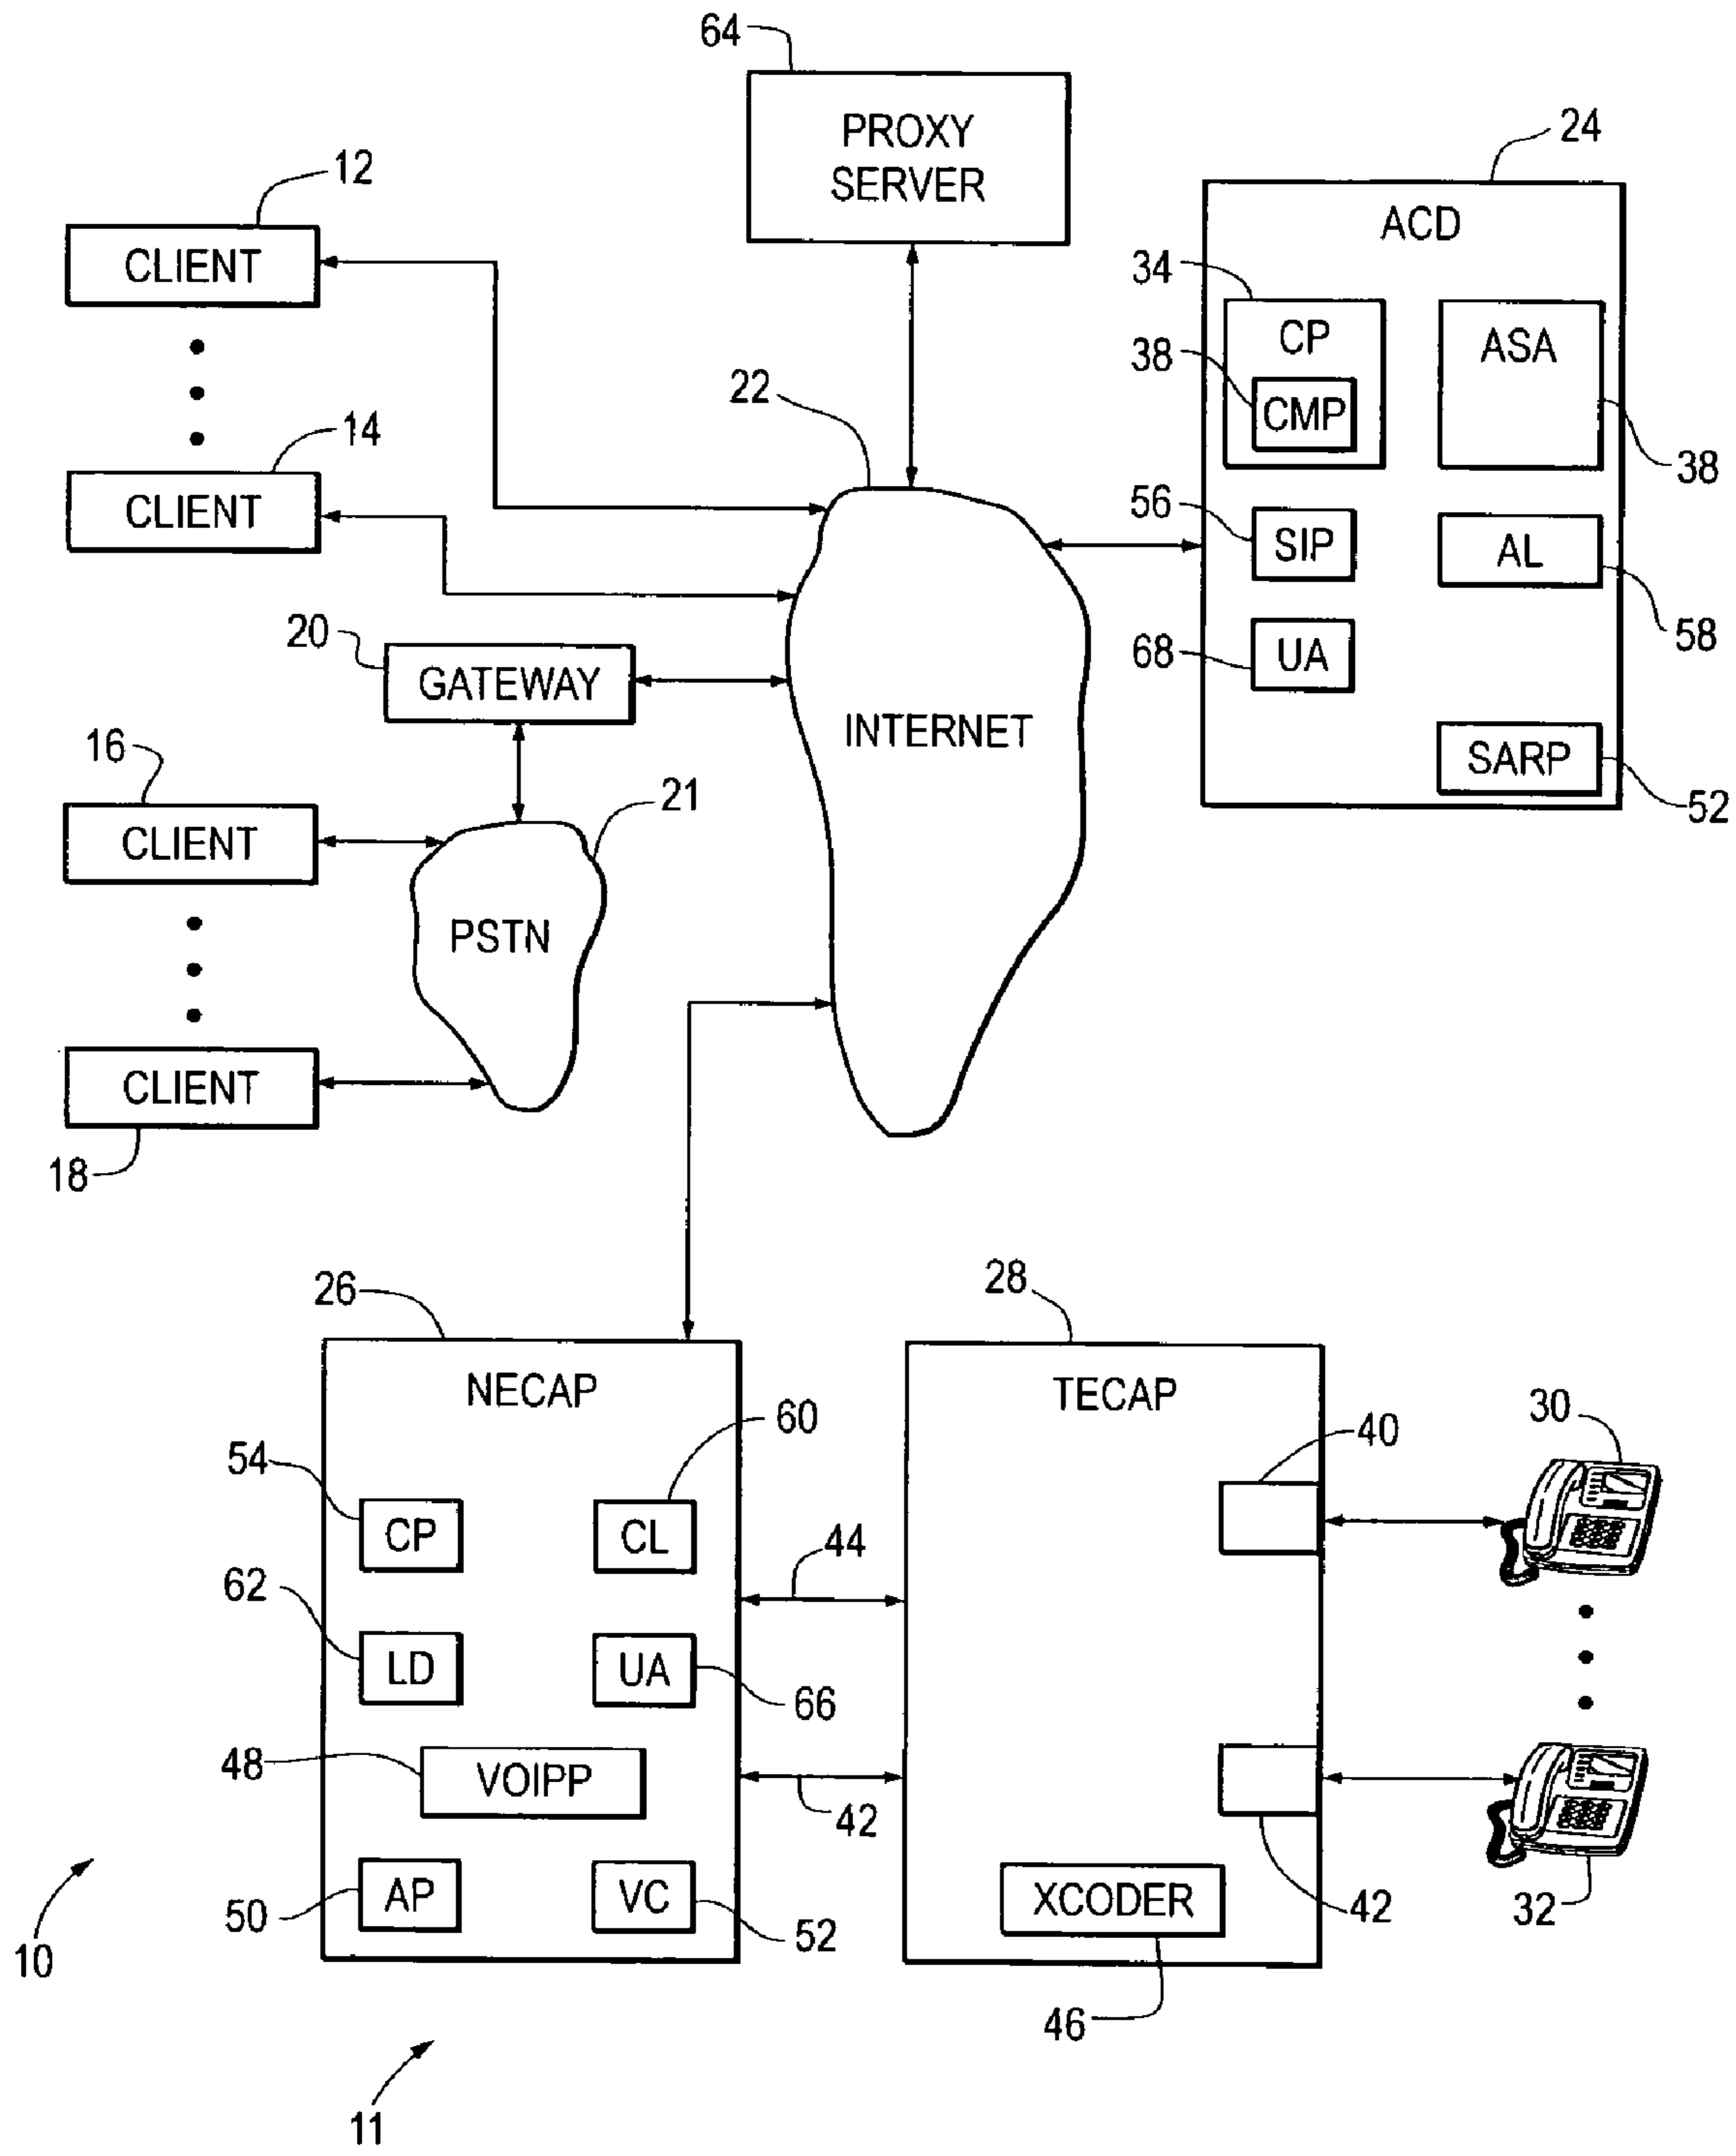 64
PROXY
SERVER
12
CLIENT
14
CLIENT
22
24
ACD
34
CP
38
CMP
ASA
38
56
SIP
AL
58
68
UA
SARP
52
20
GATEWAY
INTERNET
16
CLIENT
21
PSTN
CLIENT
18
26
NECAP
54
CP
60
CL
62
LD
UA
66
48
VOIPP
50
AP
VC
52
44
42
28
TECAP
40
42
XCODER
46
30
32
10
11